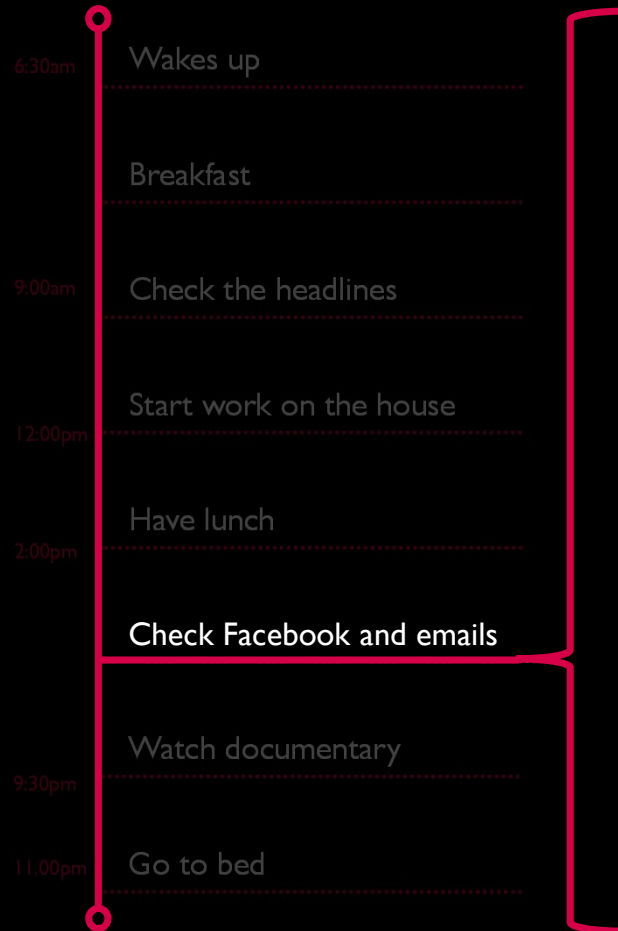 Wakes up
6:30am
Breakfast
9:00am
Check the headlines
Start work on the house
12:00pm
Have lunch
2:00pm
Check Facebook and emails
Watch documentary
9:30pm
Go to bed
11.00pm